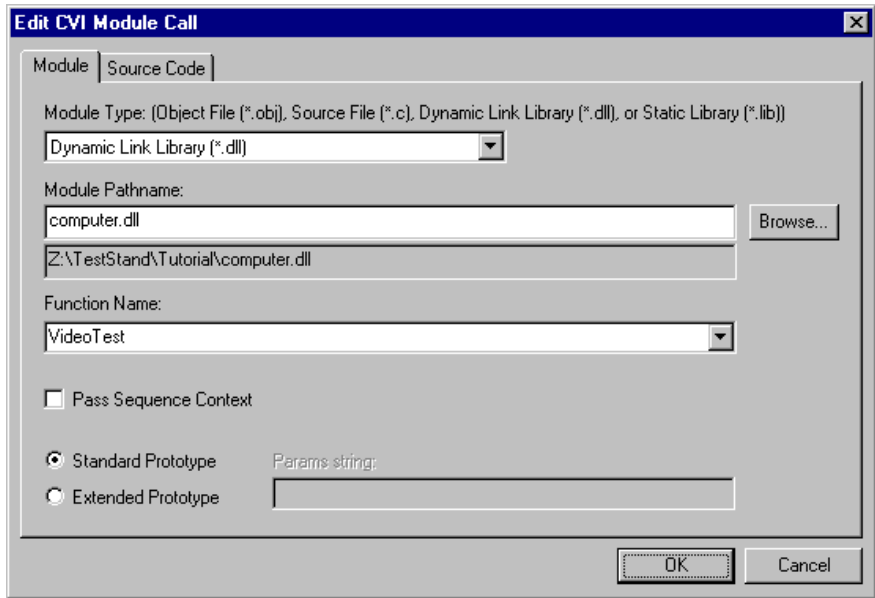 Edit CVI Module Call
Module
Source Code
Module Type: (Object File (*.obj), Source File (*.c), Dynamic Link Library (*.dll), or Static Library (*.lib))
Dynamic Link Library (*.dll)
Module Pathname:
computer.dll
Browse...
Z:\TestStand\Tutorial\computer.dll
Function Name:
VideoTest
Pass Sequence Context
Standard Prototype
Params string:
Extended Prototype
OK
Cancel